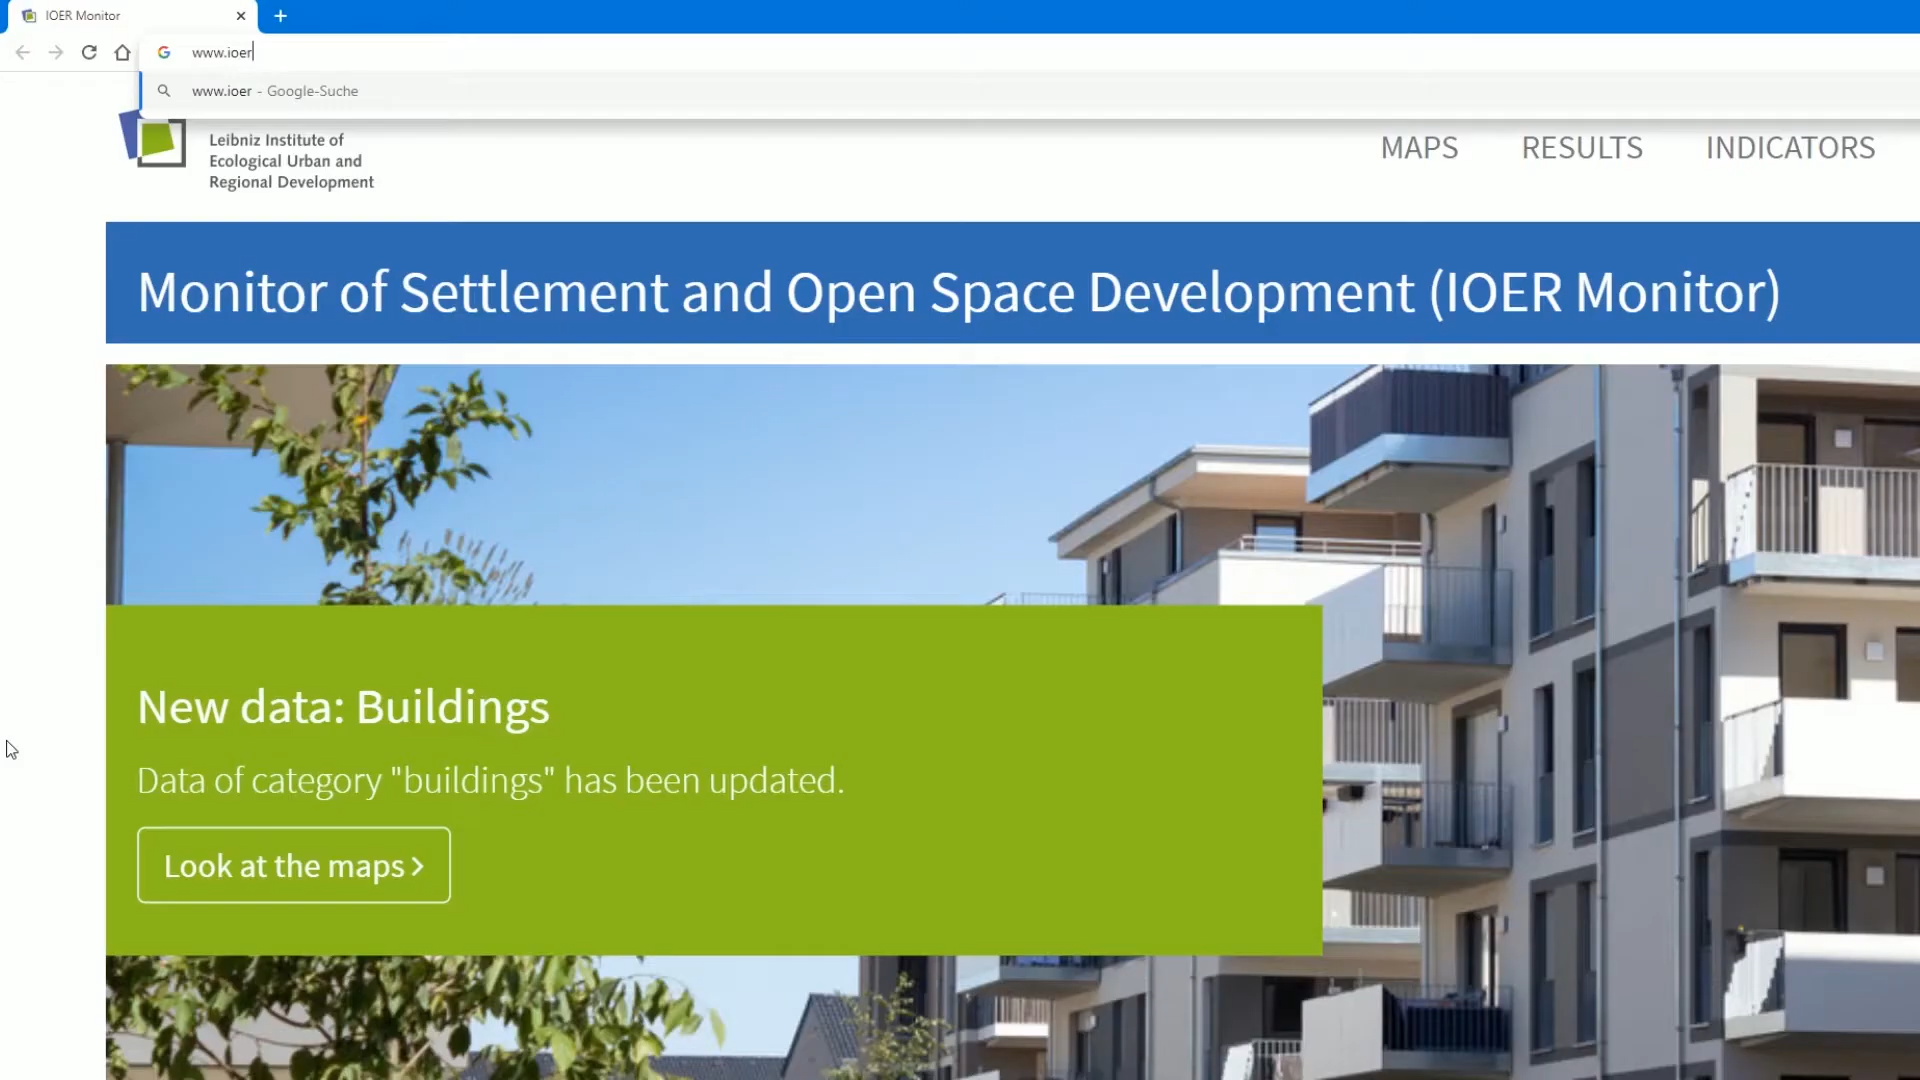 IOER Monitor
www.ioer
www.ioer - Google-Suche
Leibniz Institute of
Ecological Urban and
Regional Development
MAPS RESULTS INDICATORS
Monitor of Settlement and Open Space Development (IOER Monitor)
New data: Buildings
Data of category "buildings" has been updated.
Look at the maps